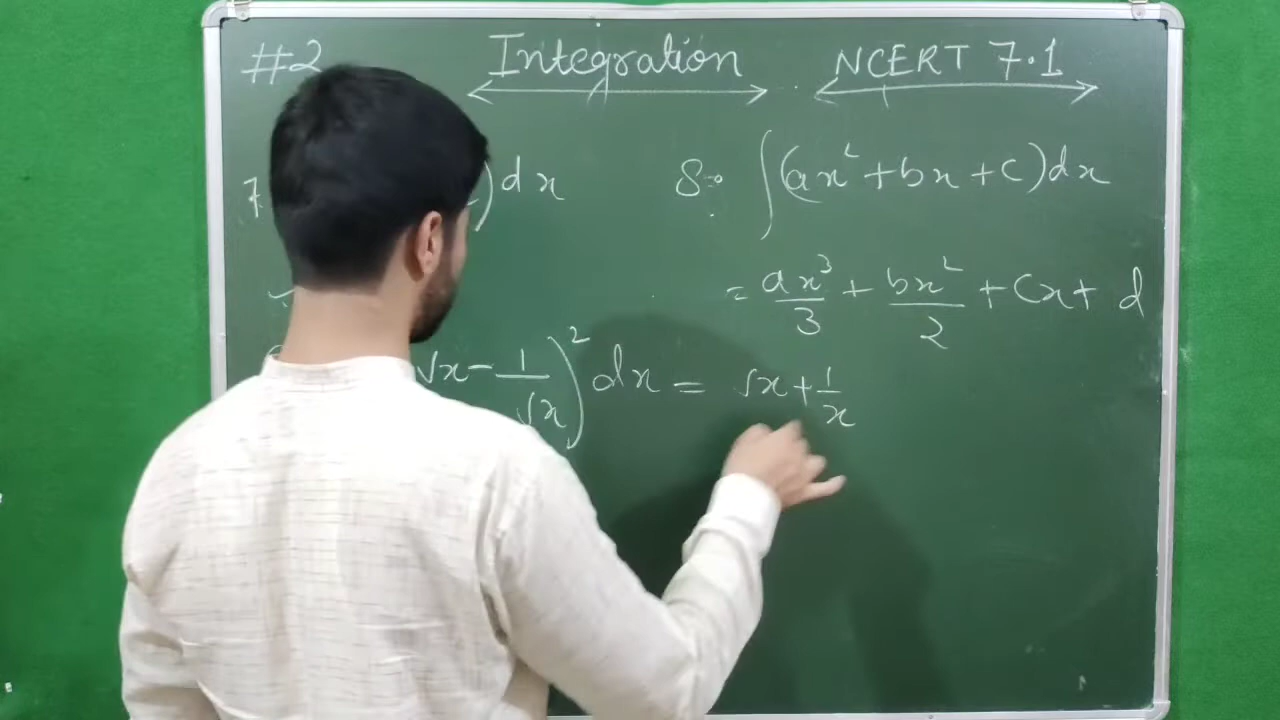 #2 Integration NCERT 7.1
7. )dx
8. ∫(ax²+bx+c)dx
= ax³/3 + bx²/2 + cx + d
√x - 1/√x)² dx = √x + 1/x